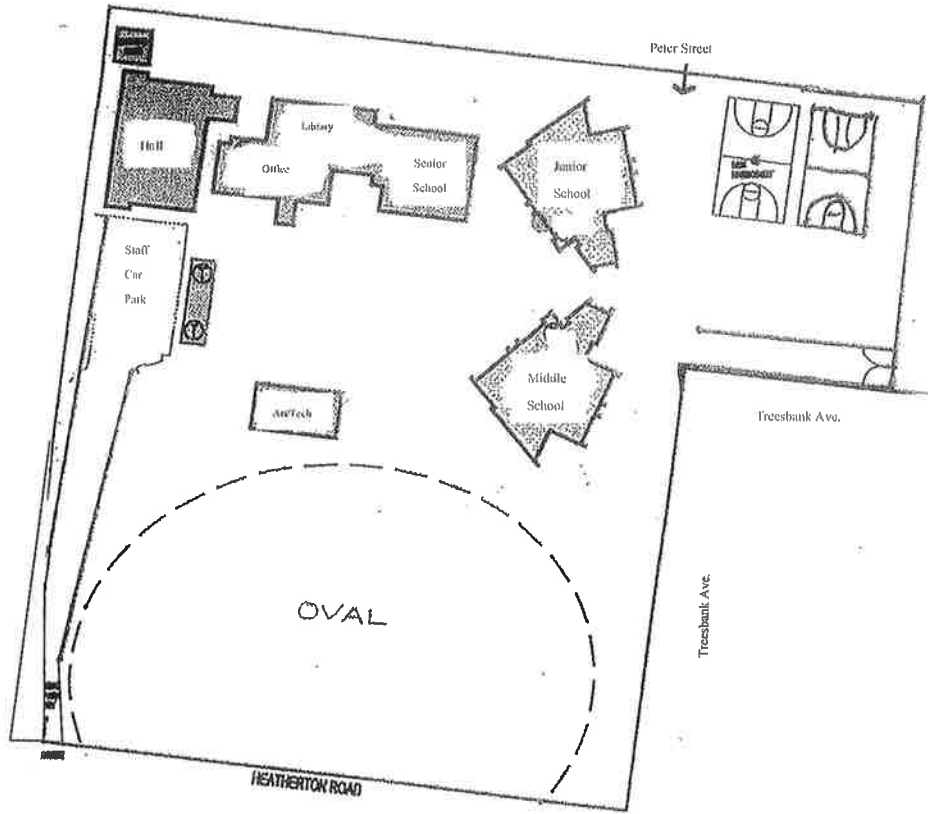 Peter Street
Hall
Library
Office
Senior
School
Junior
School
Staff
Car
Park
Middle
School
Art/Tech
Treesbank Ave.
OVAL
Treesbank Ave.
HEATHERTON ROAD